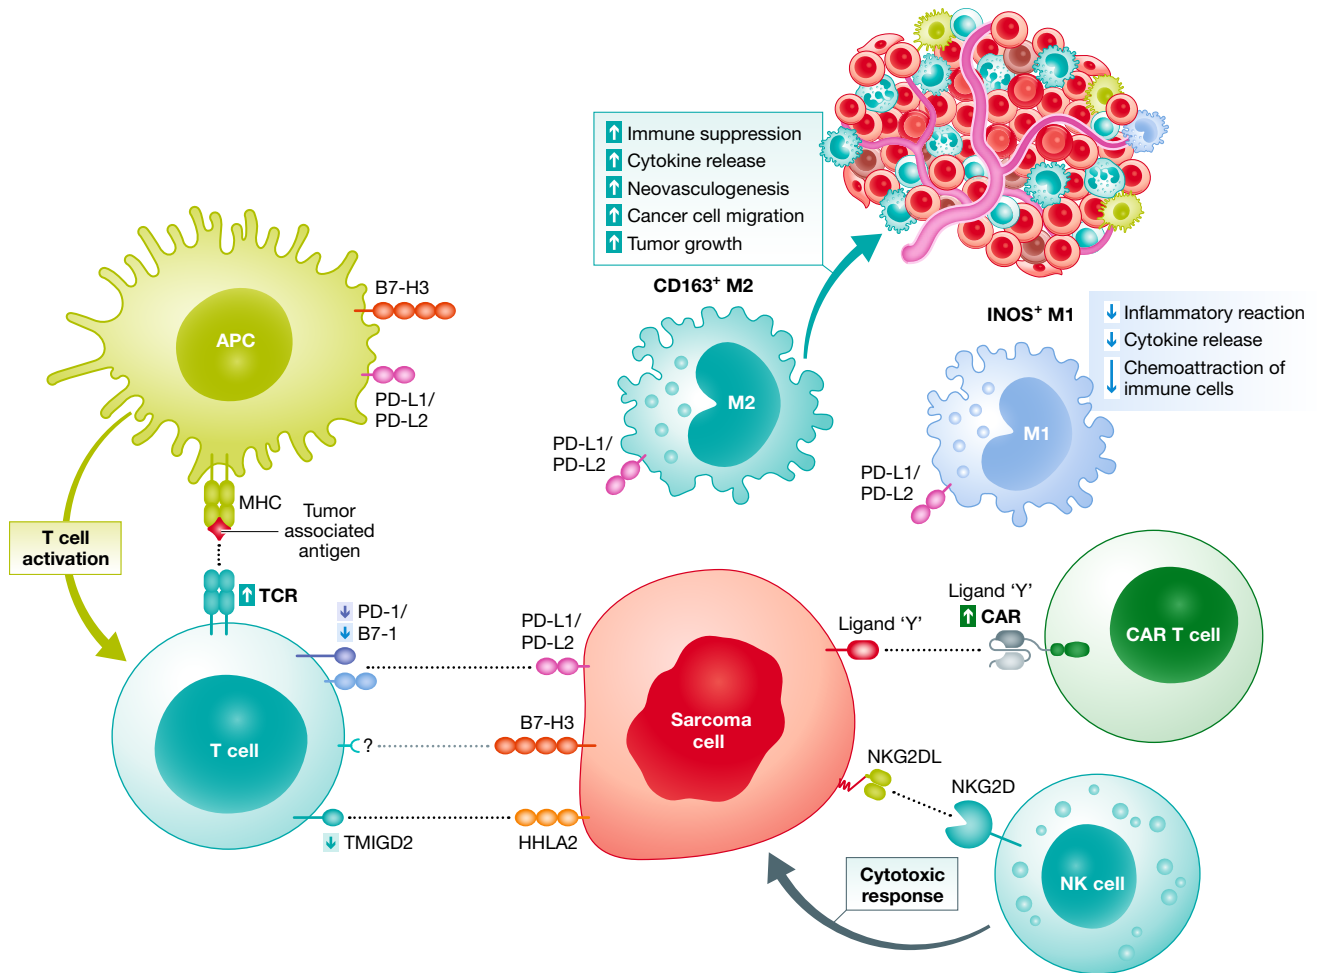 Immune suppression
Cytokine release
Neovasculogenesis
Cancer cell migration
Tumor growth
CD163⁺ M2
M2
PD-L1/
PD-L2
INOS⁺ M1
Inflammatory reaction
Cytokine release
Chemoattraction of
immune cells
M1
PD-L1/
PD-L2
B7-H3
APC
PD-L1/
PD-L2
MHC
Tumor
associated
antigen
T cell
activation
TCR
PD-1/
B7-1
T cell
?
TMIGD2
PD-L1/
PD-L2
B7-H3
HHLA2
Sarcoma
cell
Ligand ‘Y’
Ligand ‘Y’
CAR
CAR T cell
NKG2DL
NKG2D
NK cell
Cytotoxic
response